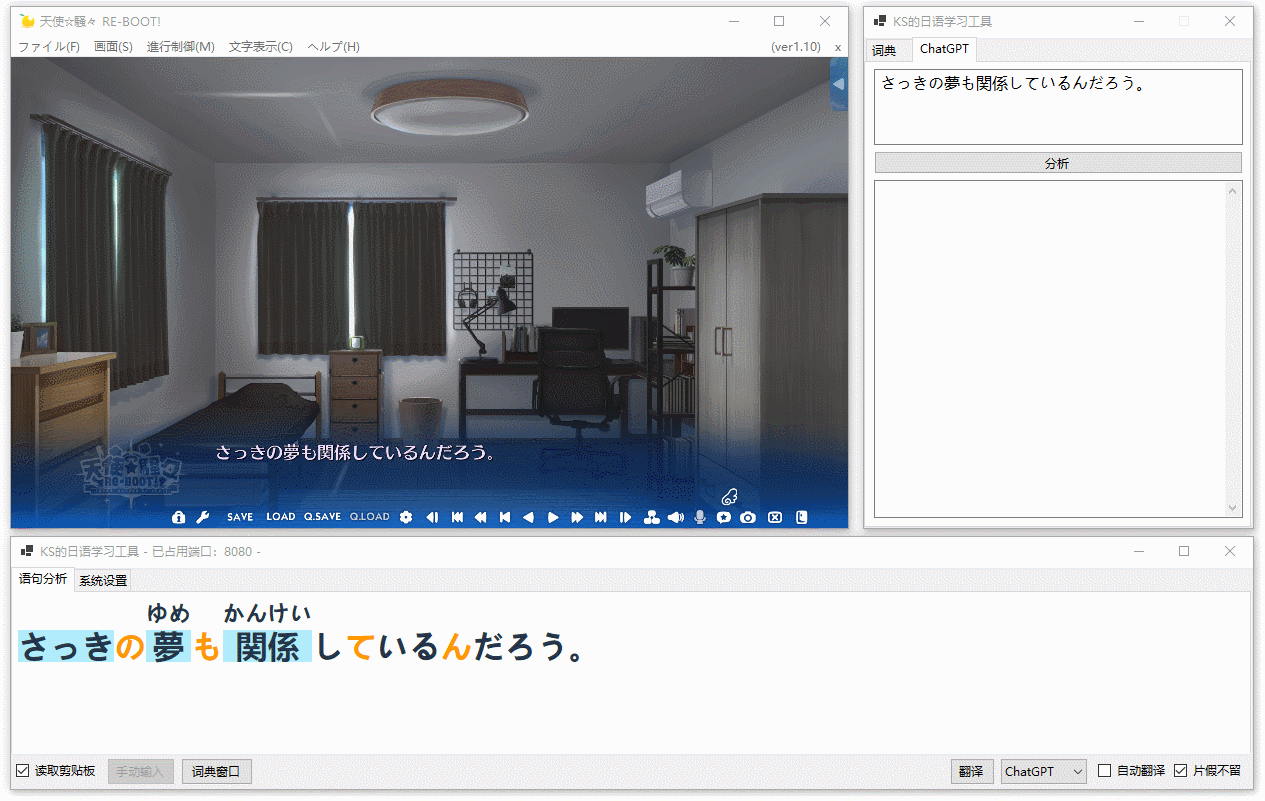 天使☆騒々 RE-BOOT!
ファイル(F) 画面(S) 進行制御(M) 文字表示(C) ヘルプ(H) (ver1.10) x
さっきの夢も関係しているんだろう。
天使☆騒々
RE-BOOT!
SAVE LOAD Q.SAVE Q.LOAD
KS的日语学习工具
词典 ChatGPT
さっきの夢も関係しているんだろう。
分析
KS的日语学习工具 - 已占用端口: 8080 -
语句分析 系统设置
ゆめ かんけい
さっきの夢も関係しているんだろう。
读取剪贴板 手动输入 词典窗口 翻译 ChatGPT 自动翻译 片假不留